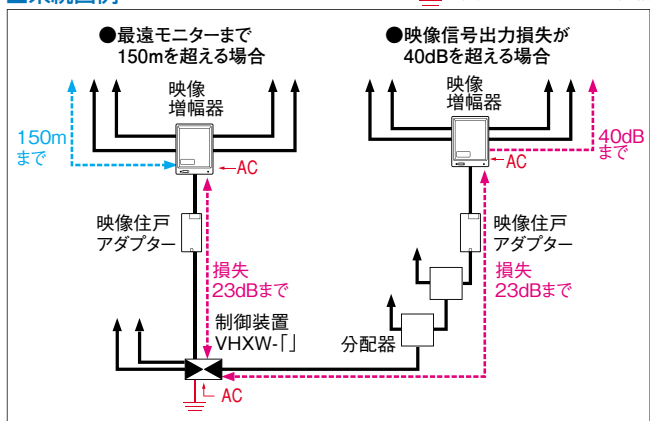 ●最遠モニターまで
150mを超える場合
●映像信号出力損失が
40dBを超える場合
映像
増幅器
映像
増幅器
150m
まで
AC
AC
40dB
まで
映像住戸
アダプター
映像住戸
アダプター
損失
23dBまで
損失
23dBまで
制御装置
VHXW-「」
分配器
AC